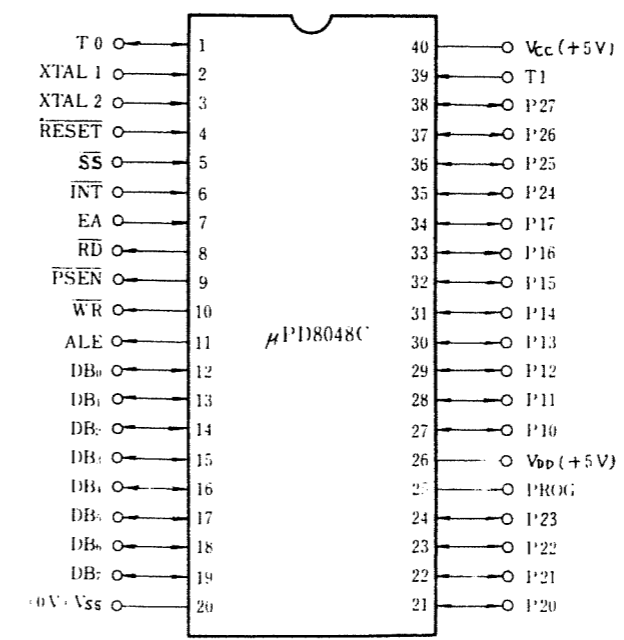 T0 1 40 Vcc(+5V)
XTAL1 2 39 T1
XTAL2 3 38 P27
RESET 4 37 P26
SS 5 36 P25
INT 6 35 P24
EA 7 34 P17
RD 8 33 P16
PSEN 9 32 P15
WR 10 31 P14
ALE 11 30 P13
μPD8048C
DB₀ 12 29 P12
DB₁ 13 28 P11
DB₂ 14 27 P10
DB₃ 15 26 VDD(+5V)
DB₄ 16 25 PROG
DB₅ 17 24 P23
DB₆ 18 23 P22
DB₇ 19 22 P21
(0V) Vss 20 21 P20